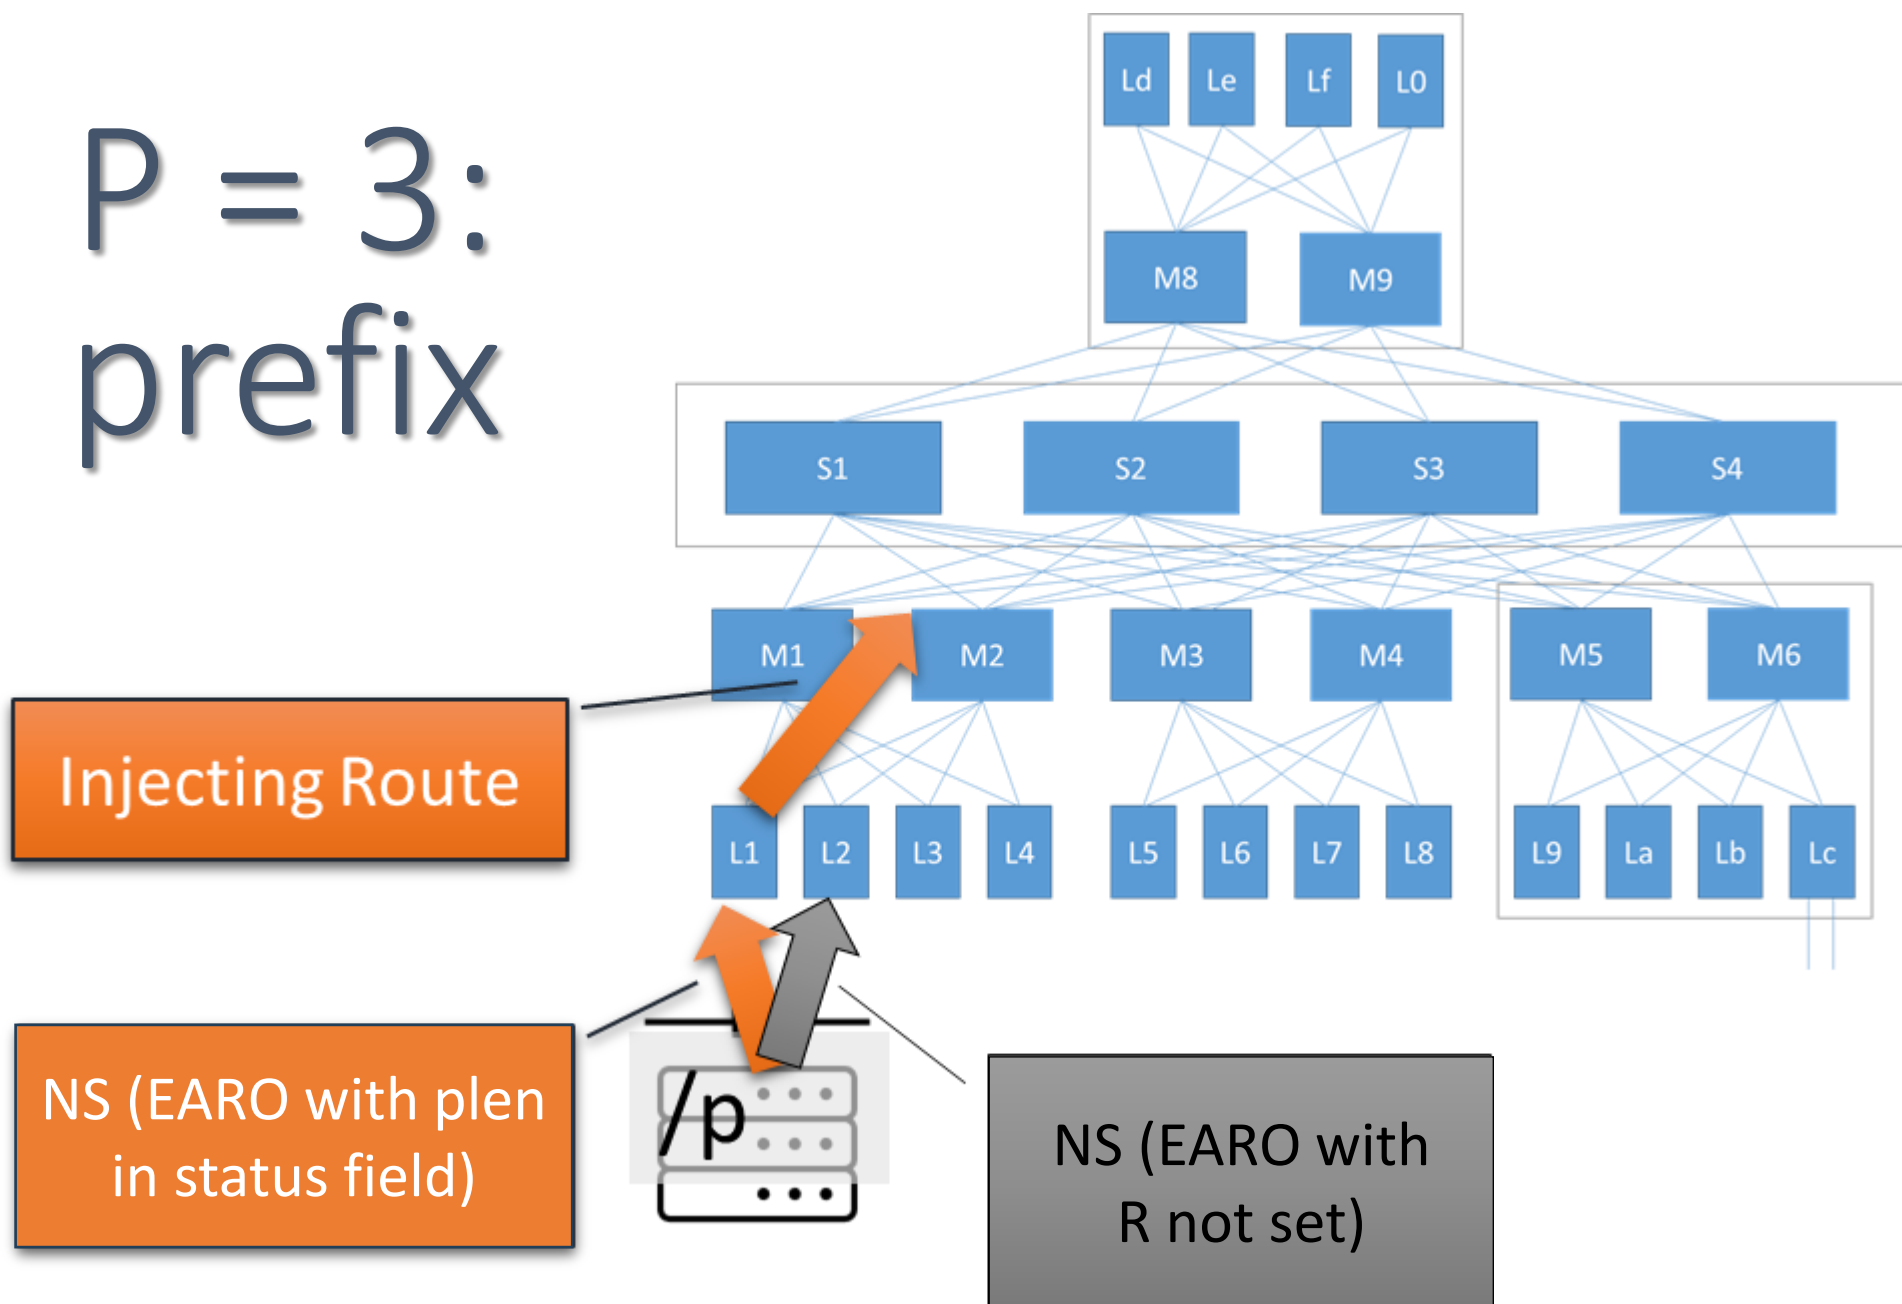 P = 3:
prefix
Ld Le Lf L0
M8 M9
S1 S2 S3 S4
M1 M2 M3 M4 M5 M6
Injecting Route
L1 L2 L3 L4 L5 L6 L7 L8 L9 La Lb Lc
NS (EARO with plen
in status field)
/p
NS (EARO with
R not set)